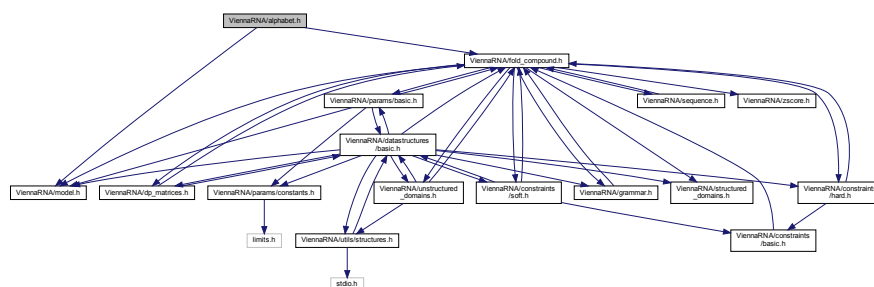 ViennaRNA/alphabet.h
ViennaRNA/fold_compound.h
ViennaRNA/params/basic.h
ViennaRNA/sequence.h
ViennaRNA/zscore.h
ViennaRNA/datastructures
/basic.h
ViennaRNA/model.h
ViennaRNA/dp_matrices.h
ViennaRNA/params/constants.h
ViennaRNA/unstructured
_domains.h
ViennaRNA/constraints
/soft.h
ViennaRNA/grammar.h
ViennaRNA/structured
_domains.h
ViennaRNA/constraints
/hard.h
limits.h
ViennaRNA/utils/structures.h
ViennaRNA/constraints
/basic.h
stdio.h